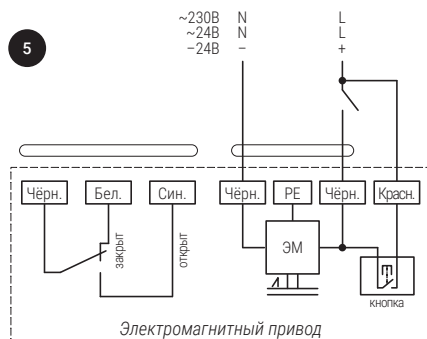 ~230В N L
~24В N L
−24В − +
5
Чёрн. Бел. Син. Чёрн. PE Чёрн. Красн.
закрыт
открыт
ЭМ
кнопка
Электромагнитный привод